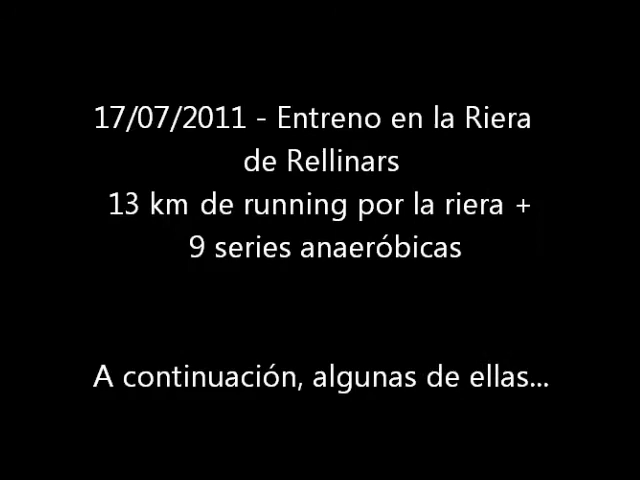 17/07/2011 - Entreno en la Riera
de Rellinars
13 km de running por la riera +
9 series anaeróbicas
A continuación, algunas de ellas...